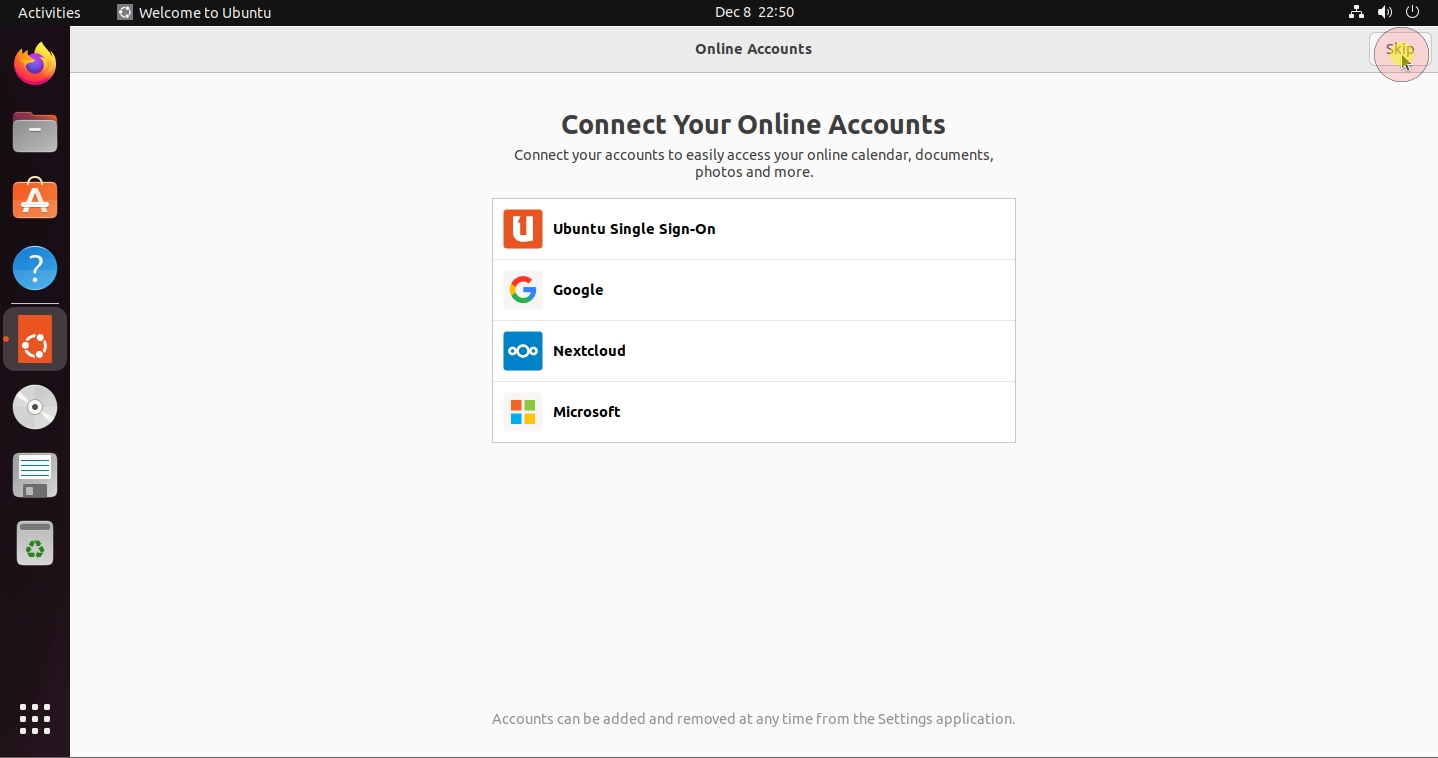 Activities
Welcome to Ubuntu
Dec 8 22:50
Online Accounts
Skip
Connect Your Online Accounts
Connect your accounts to easily access your online calendar, documents,
photos and more.
Ubuntu Single Sign-On
Google
Nextcloud
Microsoft
Accounts can be added and removed at any time from the Settings application.